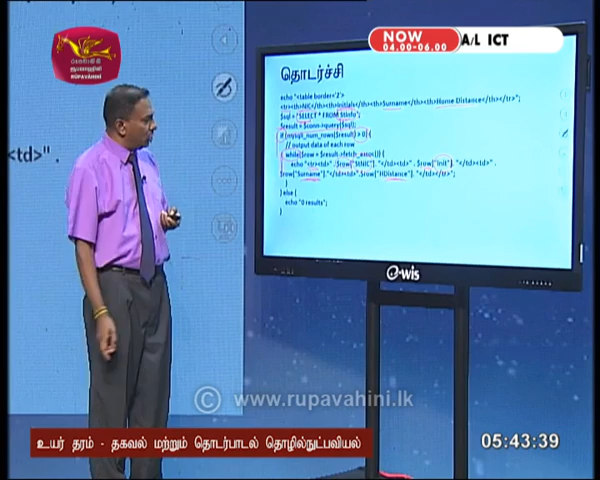 NOW
04.00-06.00
A/L ICT
RUPAVAHINI
<td>" .
தொடர்ச்சி
echo "<table border='2'>
<tr><th>NIC</th><th>Initials</th><th>Surname</th><th>Home Distance</th></tr>";
$sql = "SELECT * FROM StInfo";
$result = $conn->query($sql);
if (mysqli_num_rows($result) > 0) {
// output data of each row
while($row = $result->fetch_assoc()) {
echo "<tr><td>" .$row["StNIC"]. "</td><td>" . $row["Init"]. "</td><td>" .
$row["Surname"]."</td><td>".$row["HDistance"]. "</td></tr>";
}
} else {
echo "0 results";
}
e-wis
© www.rupavahini.lk
உயர் தரம் - தகவல் மற்றும் தொடர்பாடல் தொழில்நுட்பவியல்
05:43:39